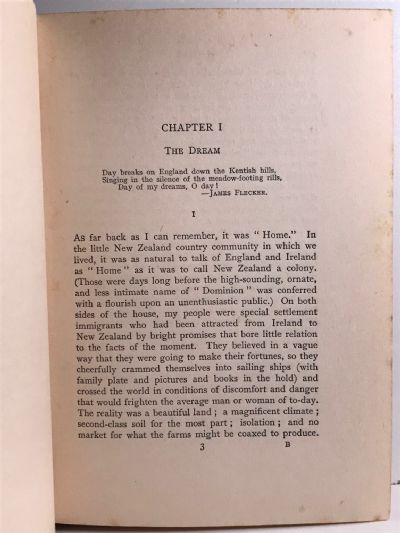 CHAPTER I
THE DREAM
Day breaks on England down the Kentish hills,
Singing in the silence of the meadow-footing rills,
Day of my dreams, O day!
—JAMES FLECKER.
I
As far back as I can remember, it was "Home." In
the little New Zealand country community in which we
lived, it was as natural to talk of England and Ireland
as "Home" as it was to call New Zealand a colony.
(Those were days long before the high-sounding, ornate,
and less intimate name of "Dominion" was conferred
with a flourish upon an unenthusiastic public.) On both
sides of the house, my people were special settlement
immigrants who had been attracted from Ireland to
New Zealand by bright promises that bore little relation
to the facts of the moment. They believed in a vague
way that they were going to make their fortunes, so they
cheerfully crammed themselves into sailing ships (with
family plate and pictures and books in the hold) and
crossed the world in conditions of discomfort and danger
that would frighten the average man or woman of to-day.
The reality was a beautiful land; a magnificent climate;
second-class soil for the most part; isolation; and no
market for what the farms might be coaxed to produce.
3 B